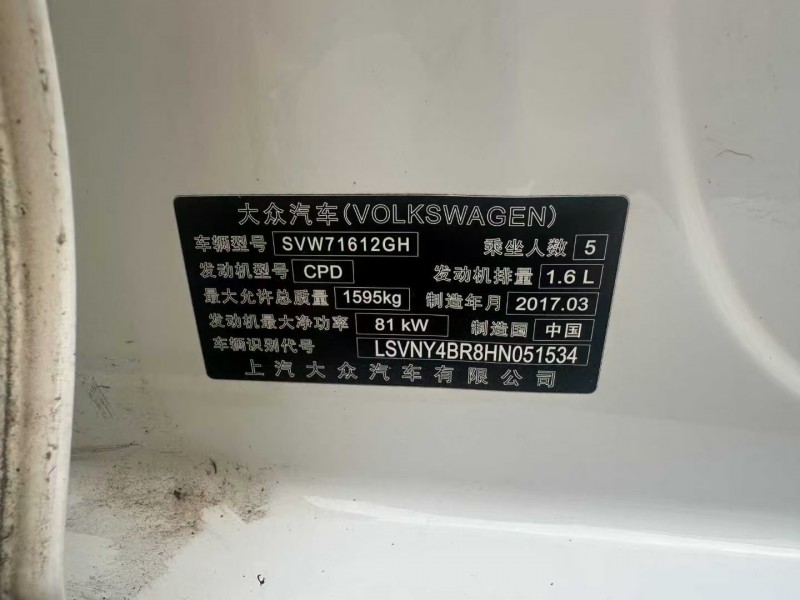 大众汽车(VOLKSWAGEN)
车辆型号 SVW71612GH 乘坐人数 5
发动机型号 CPD 发动机排量 1.6 L
最大允许总质量 1595kg 制造年月 2017.03
发动机最大净功率 81 kW 制造国 中国
车辆识别代号 LSVNY4BR8HN051534
上汽大众汽车有限公司